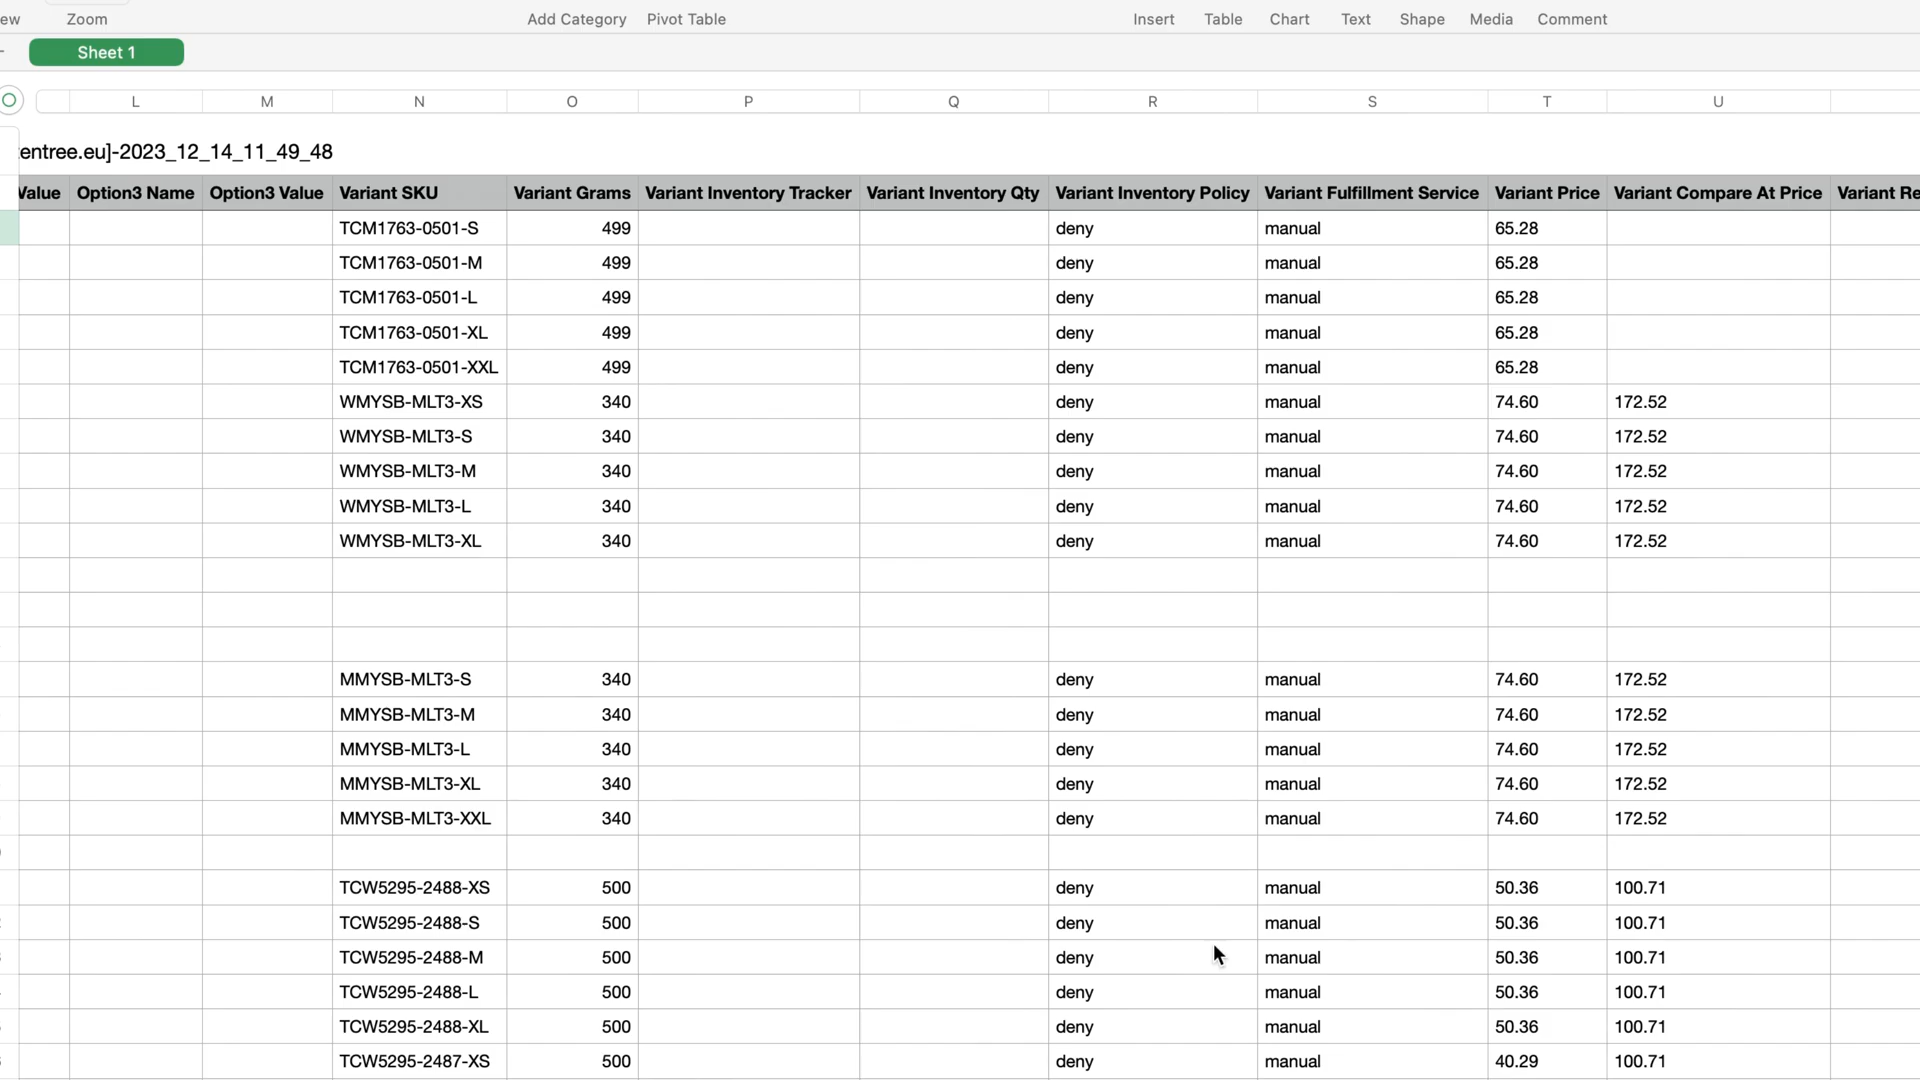 ew Zoom Add Category Pivot Table Insert Table Chart Text Shape Media Comment
Sheet 1
L M N O P Q R S T U
entree.eu]-2023_12_14_11_49_48
Value Option3 Name Option3 Value Variant SKU Variant Grams Variant Inventory Tracker Variant Inventory Qty Variant Inventory Policy Variant Fulfillment Service Variant Price Variant Compare At Price Variant Re
TCM1763-0501-S 499 deny manual 65.28
TCM1763-0501-M 499 deny manual 65.28
TCM1763-0501-L 499 deny manual 65.28
TCM1763-0501-XL 499 deny manual 65.28
TCM1763-0501-XXL 499 deny manual 65.28
WMYSB-MLT3-XS 340 deny manual 74.60 172.52
WMYSB-MLT3-S 340 deny manual 74.60 172.52
WMYSB-MLT3-M 340 deny manual 74.60 172.52
WMYSB-MLT3-L 340 deny manual 74.60 172.52
WMYSB-MLT3-XL 340 deny manual 74.60 172.52
MMYSB-MLT3-S 340 deny manual 74.60 172.52
MMYSB-MLT3-M 340 deny manual 74.60 172.52
MMYSB-MLT3-L 340 deny manual 74.60 172.52
MMYSB-MLT3-XL 340 deny manual 74.60 172.52
MMYSB-MLT3-XXL 340 deny manual 74.60 172.52
TCW5295-2488-XS 500 deny manual 50.36 100.71
TCW5295-2488-S 500 deny manual 50.36 100.71
TCW5295-2488-M 500 deny manual 50.36 100.71
TCW5295-2488-L 500 deny manual 50.36 100.71
TCW5295-2488-XL 500 deny manual 50.36 100.71
TCW5295-2487-XS 500 deny manual 40.29 100.71